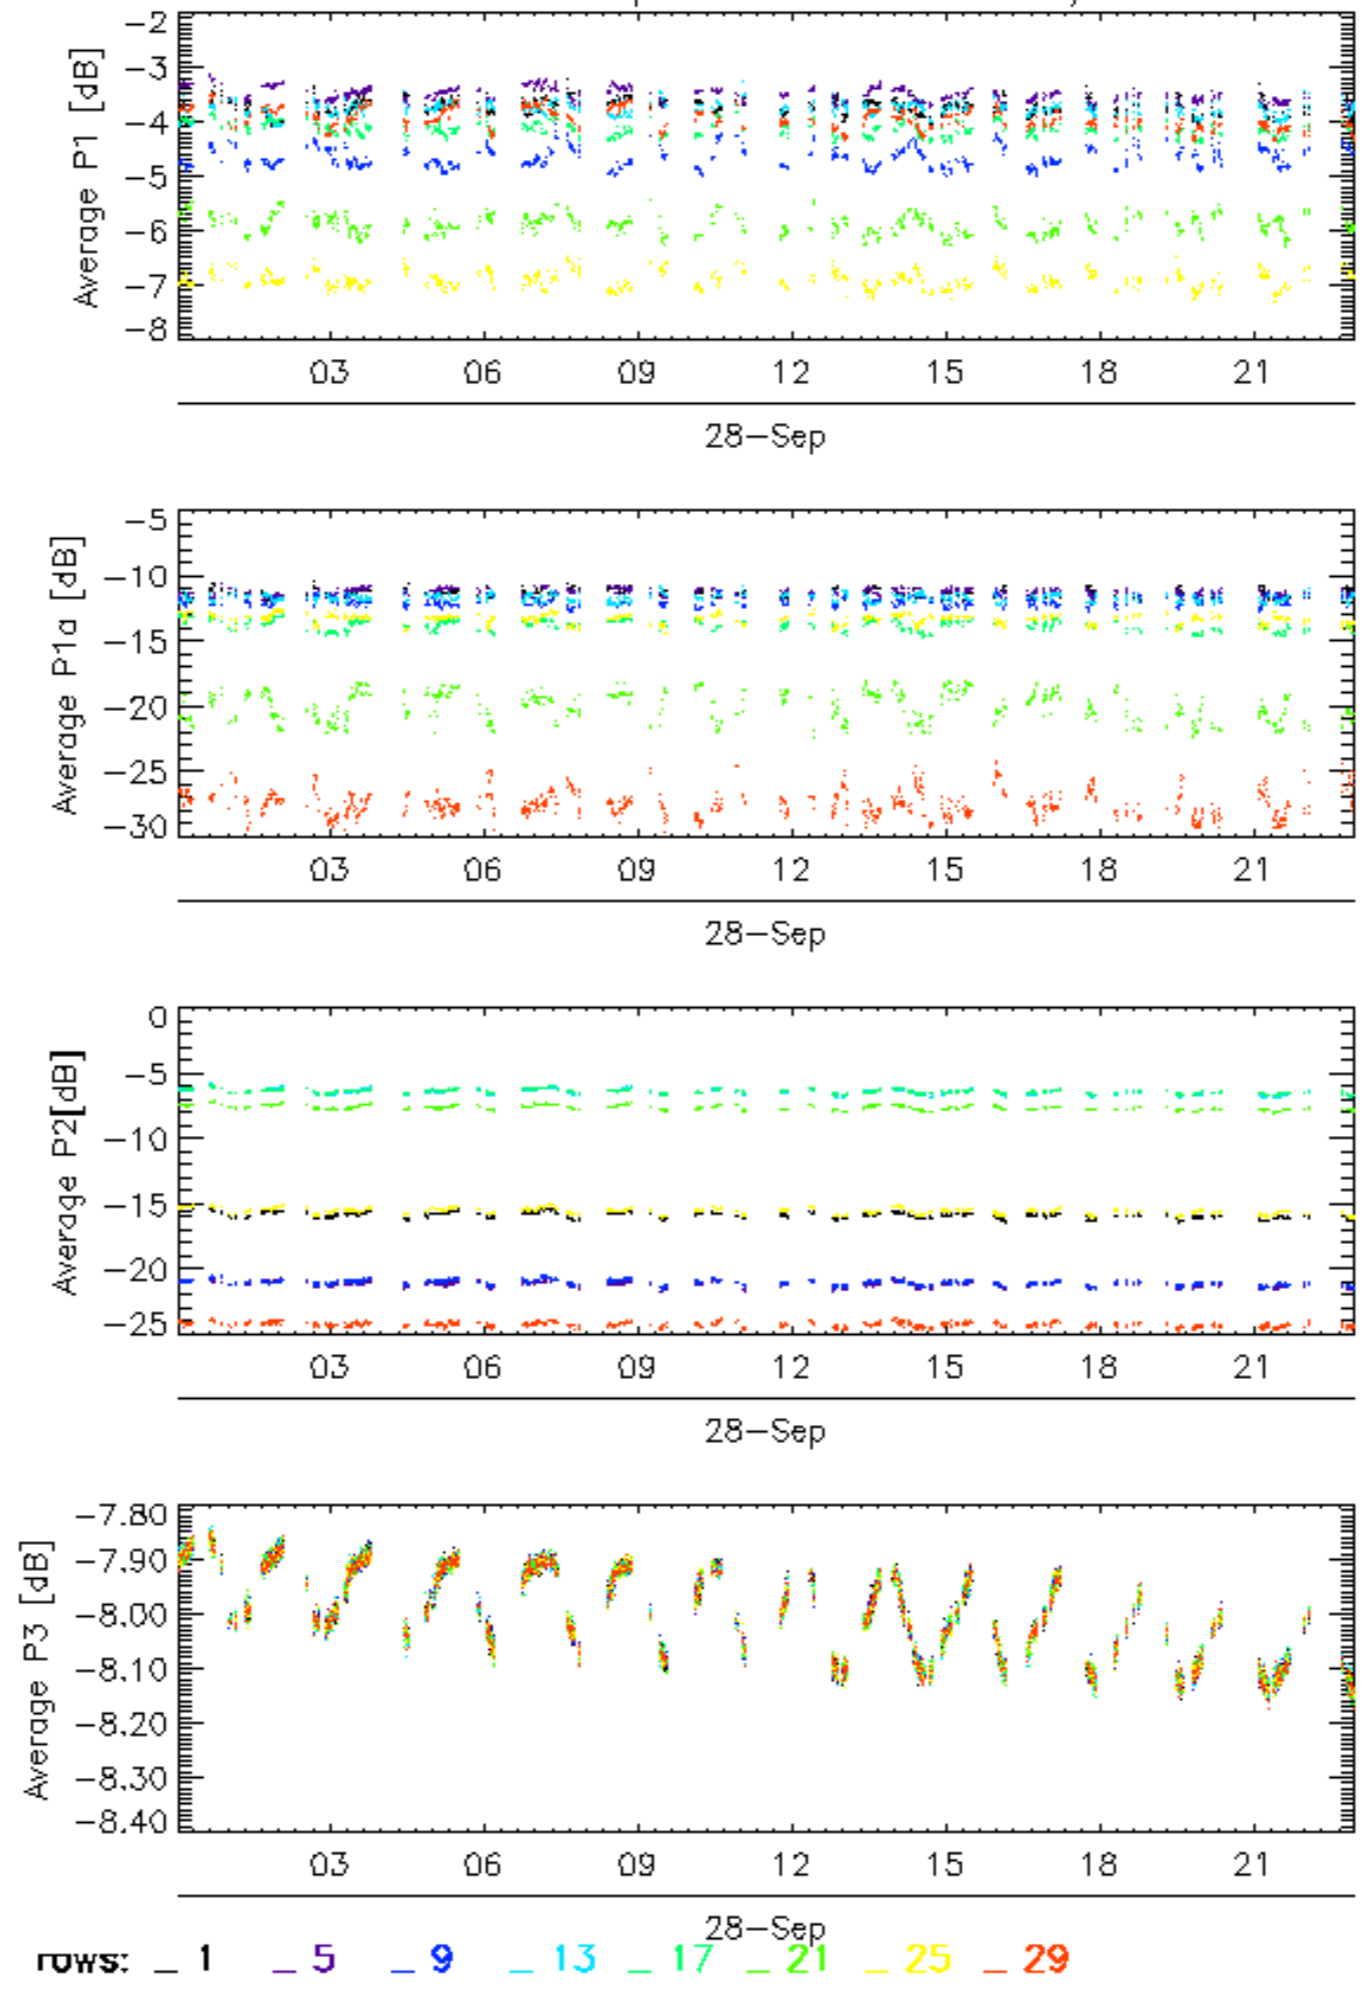 Average P1 [dB]
-2
-3
-4
-5
-6
-7
-8
03 06 09 12 15 18 21
28-Sep
Average P1a [dB]
-5
-10
-15
-20
-25
-30
03 06 09 12 15 18 21
28-Sep
Average P2[dB]
0
-5
-10
-15
-20
-25
03 06 09 12 15 18 21
28-Sep
Average P3 [dB]
-7.80
-7.90
-8.00
-8.10
-8.20
-8.30
-8.40
03 06 09 12 15 18 21
28-Sep
rows: _ 1 _ 5 _ 9 _ 13 _ 17 _ 21 _ 25 _ 29